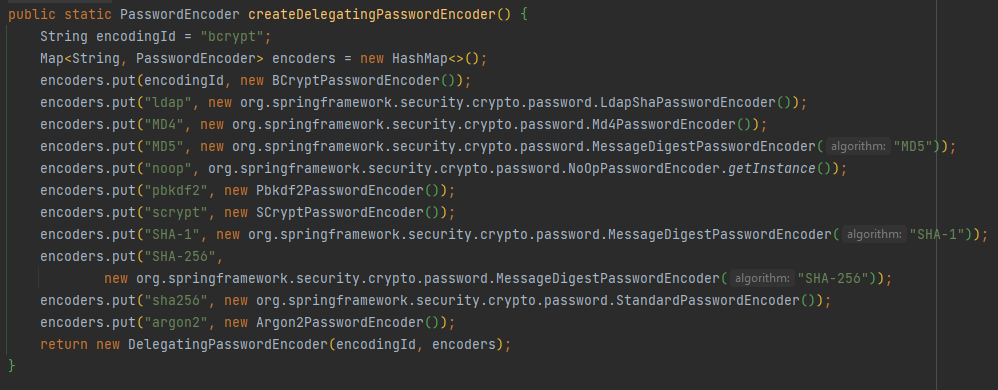 public static PasswordEncoder createDelegatingPasswordEncoder() {
    String encodingId = "bcrypt";
    Map<String, PasswordEncoder> encoders = new HashMap<>();
    encoders.put(encodingId, new BCryptPasswordEncoder());
    encoders.put("ldap", new org.springframework.security.crypto.password.LdapShaPasswordEncoder());
    encoders.put("MD4", new org.springframework.security.crypto.password.Md4PasswordEncoder());
    encoders.put("MD5", new org.springframework.security.crypto.password.MessageDigestPasswordEncoder( algorithm: "MD5"));
    encoders.put("noop", org.springframework.security.crypto.password.NoOpPasswordEncoder.getInstance());
    encoders.put("pbkdf2", new Pbkdf2PasswordEncoder());
    encoders.put("scrypt", new SCryptPasswordEncoder());
    encoders.put("SHA-1", new org.springframework.security.crypto.password.MessageDigestPasswordEncoder( algorithm: "SHA-1"));
    encoders.put("SHA-256",
            new org.springframework.security.crypto.password.MessageDigestPasswordEncoder( algorithm: "SHA-256"));
    encoders.put("sha256", new org.springframework.security.crypto.password.StandardPasswordEncoder());
    encoders.put("argon2", new Argon2PasswordEncoder());
    return new DelegatingPasswordEncoder(encodingId, encoders);
}